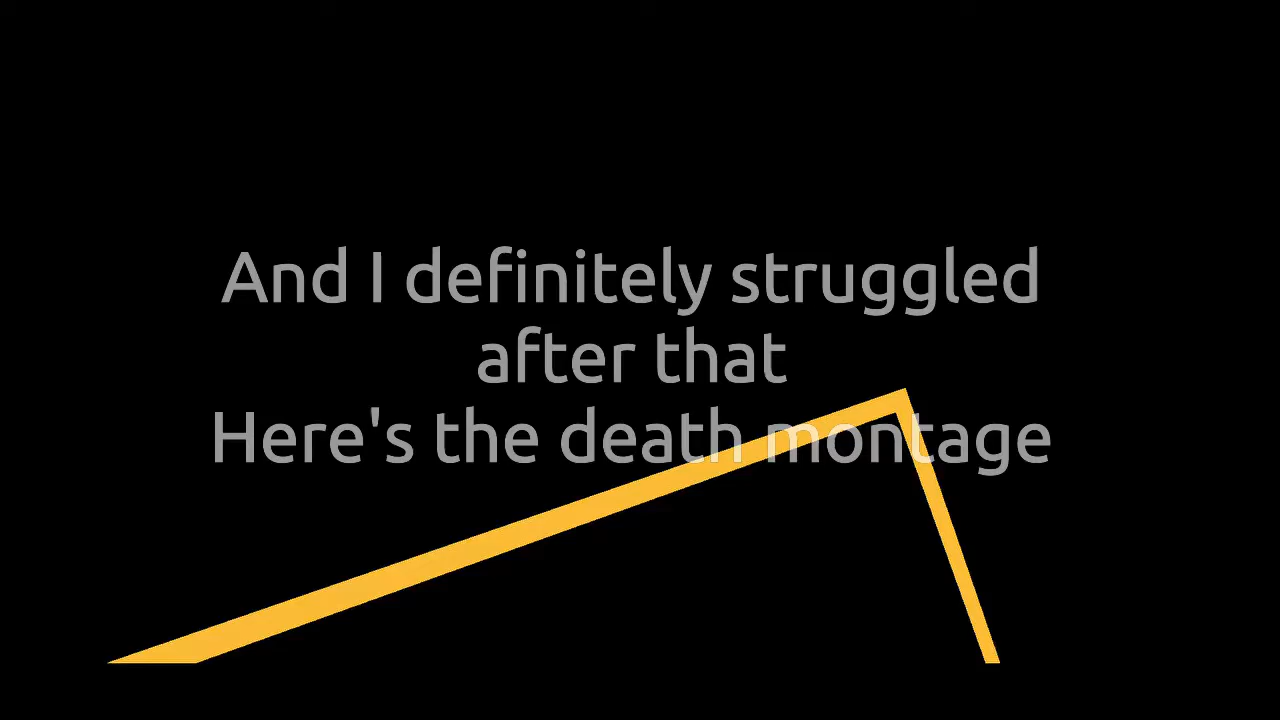 And I definitely struggled
after that
Here's the death montage